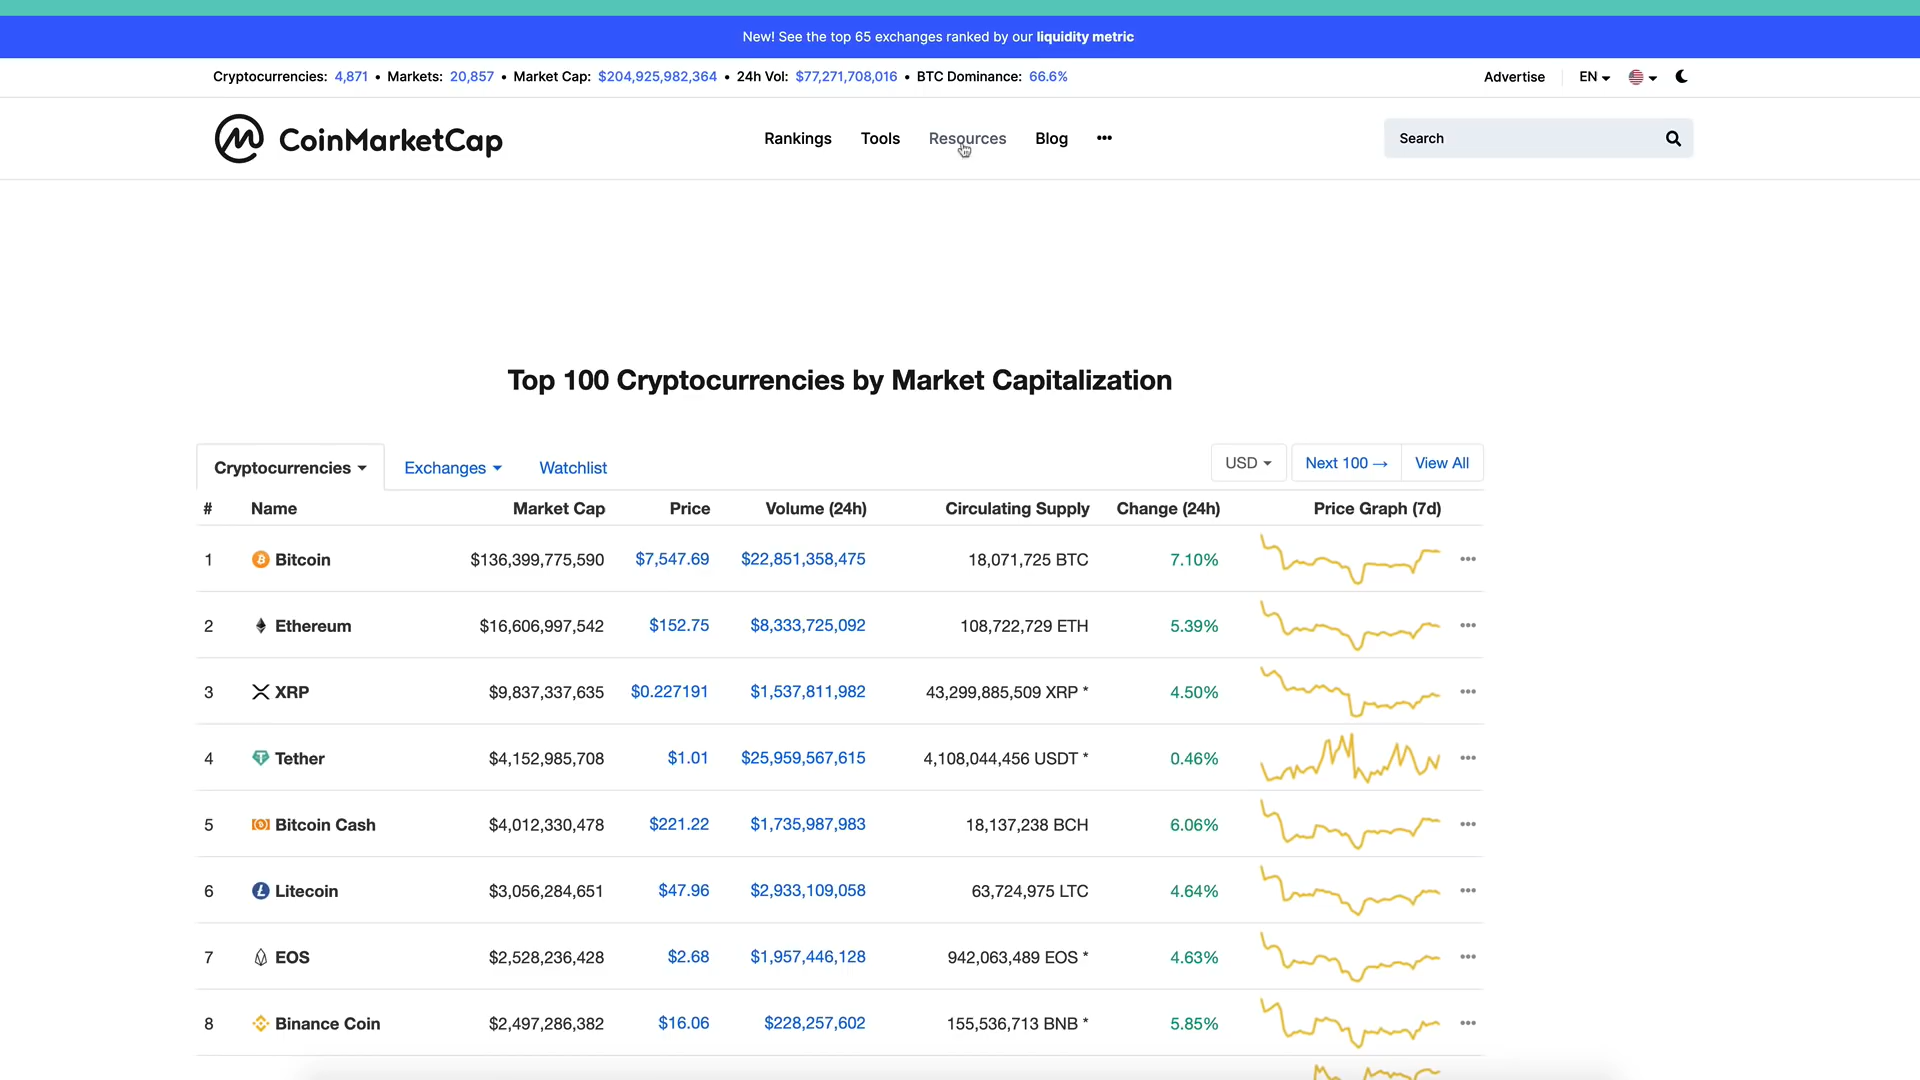 New! See the top 65 exchanges ranked by our liquidity metric
Cryptocurrencies: 4,871 • Markets: 20,857 • Market Cap: $204,925,982,364 • 24h Vol: $77,271,708,016 • BTC Dominance: 66.6% Advertise EN
CoinMarketCap Rankings Tools Resources Blog ••• Search
Top 100 Cryptocurrencies by Market Capitalization
Cryptocurrencies Exchanges Watchlist USD Next 100 → View All
# Name Market Cap Price Volume (24h) Circulating Supply Change (24h) Price Graph (7d)
1 Bitcoin $136,399,775,590 $7,547.69 $22,851,358,475 18,071,725 BTC 7.10%
2 Ethereum $16,606,997,542 $152.75 $8,333,725,092 108,722,729 ETH 5.39%
3 XRP $9,837,337,635 $0.227191 $1,537,811,982 43,299,885,509 XRP * 4.50%
4 Tether $4,152,985,708 $1.01 $25,959,567,615 4,108,044,456 USDT * 0.46%
5 Bitcoin Cash $4,012,330,478 $221.22 $1,735,987,983 18,137,238 BCH 6.06%
6 Litecoin $3,056,284,651 $47.96 $2,933,109,058 63,724,975 LTC 4.64%
7 EOS $2,528,236,428 $2.68 $1,957,446,128 942,063,489 EOS * 4.63%
8 Binance Coin $2,497,286,382 $16.06 $228,257,602 155,536,713 BNB * 5.85%